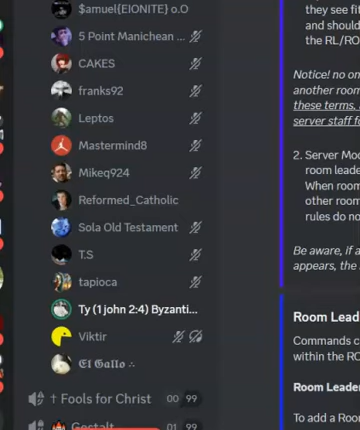 $amuel{EIONITE} o.O
5 Point Manichean ...
CAKES
franks92
Leptos
Mastermind8
Mikeq924
Reformed_Catholic
Sola Old Testament
T.S
tapioca
Ty (1 john 2:4) Byzanti...
Viktir
𝕰𝖑 𝕲𝖆𝖑𝖑𝖔 ∴
† Fools for Christ 00 99
Gestalt 01 99
they see fit
and should
the RL/RO
Notice! no on
another room
these terms,
server staff fo
2. Server Mod
room leade
When room
other room
rules do no
Be aware, if a
appears, the
Room Lead
Commands c
within the RO
Room Leader
To add a Roo